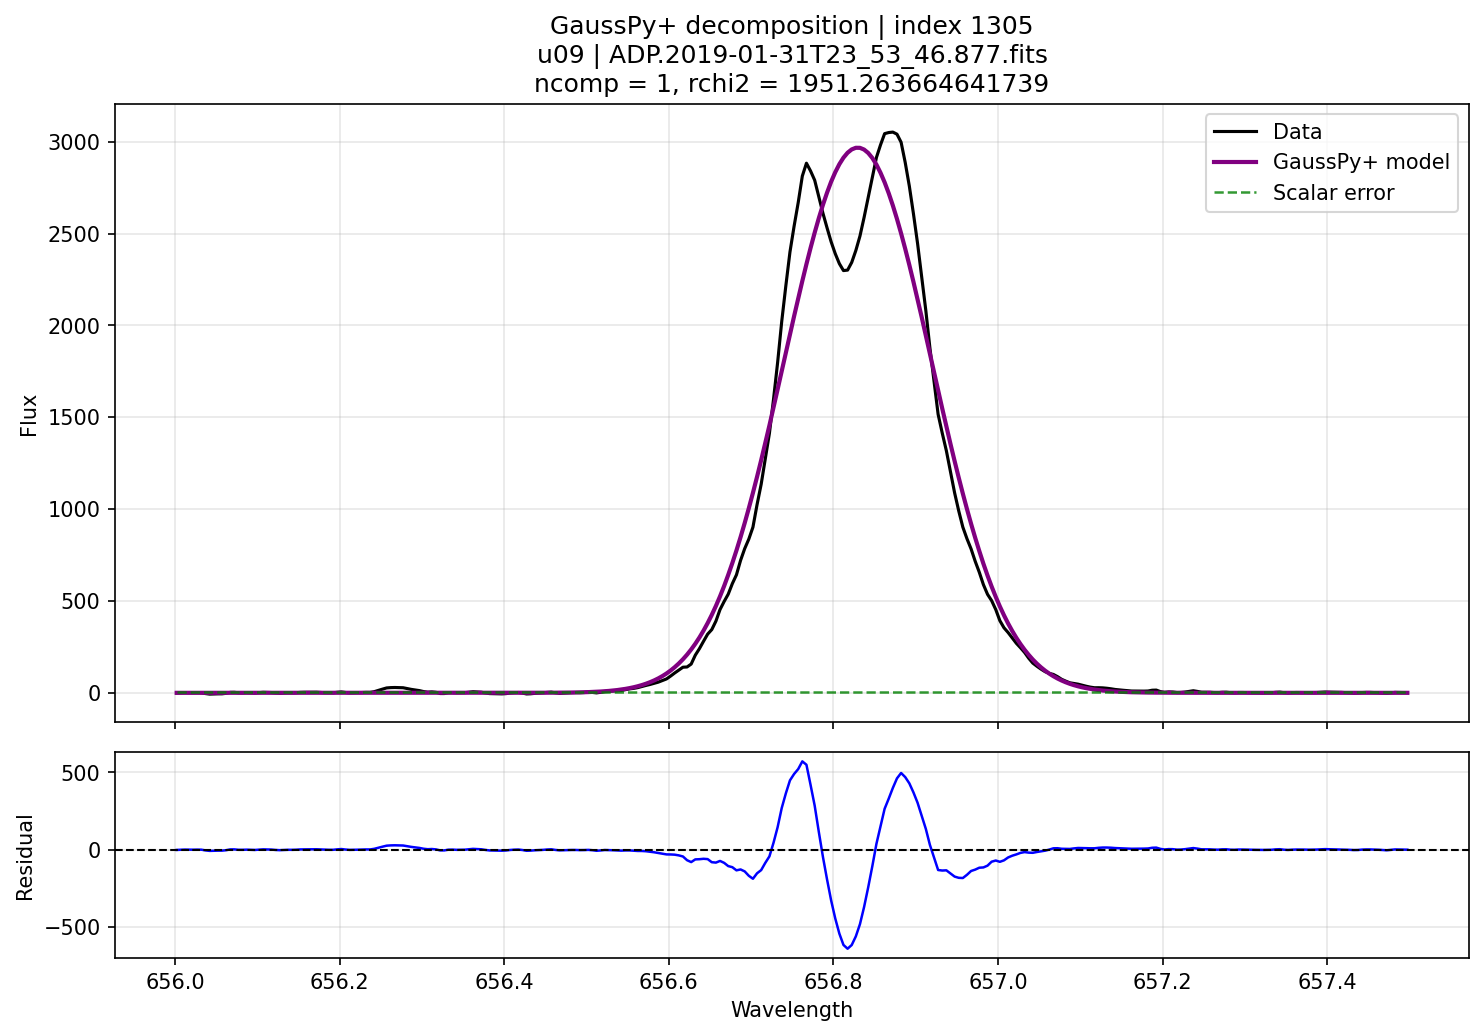 GaussPy+ decomposition | index 1305
u09 | ADP.2019-01-31T23_53_46.877.fits
ncomp = 1, rchi2 = 1951.263664641739
Data
GaussPy+ model
Scalar error
3000
2500
2000
1500
1000
500
0
Flux
500
0
−500
Residual
656.0 656.2 656.4 656.6 656.8 657.0 657.2 657.4
Wavelength